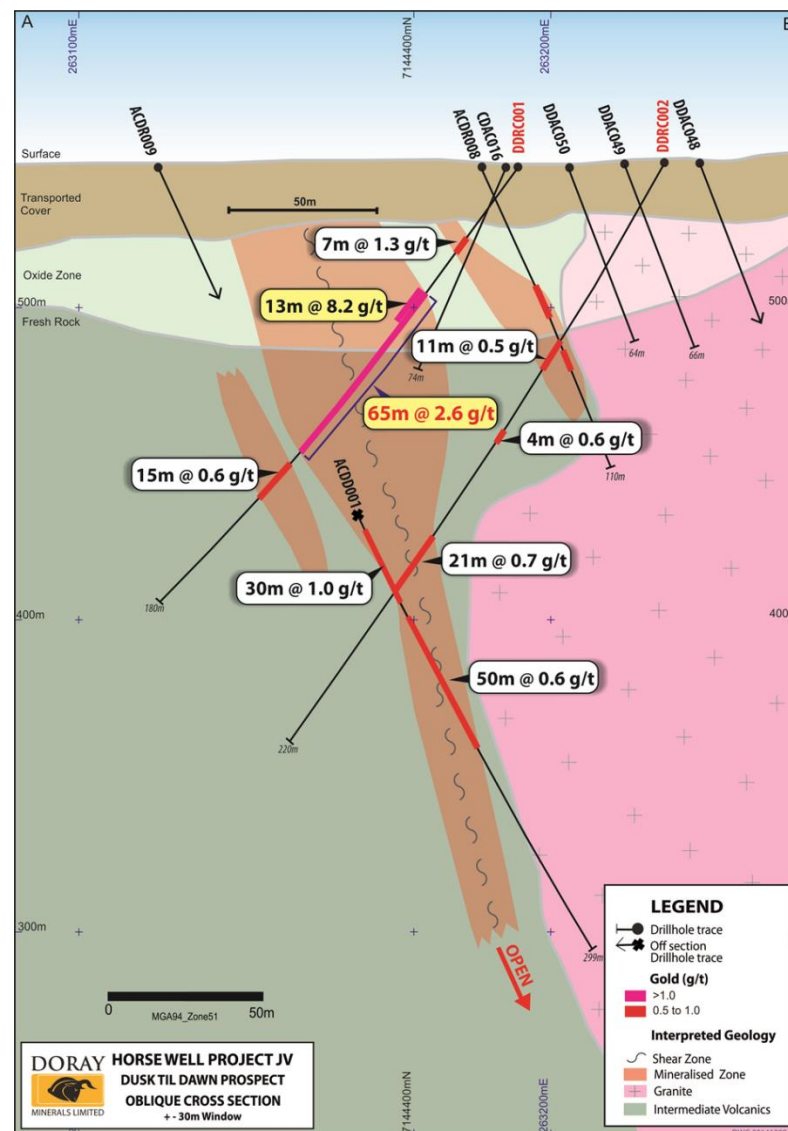 A
263100mE
7144400mN
263200mE
ACDR009
ACDR008
CDAC016
DDRC001
DDAC050
DDAC049
DDRC002
DDAC048
Surface
Transported
Cover
50m
7m @ 1.3 g/t
Oxide Zone
13m @ 8.2 g/t
500m
500
Fresh Rock
11m @ 0.5 g/t
64m
66m
74m
65m @ 2.6 g/t
4m @ 0.6 g/t
15m @ 0.6 g/t
110m
ACDD001
21m @ 0.7 g/t
30m @ 1.0 g/t
180m
400m
400
50m @ 0.6 g/t
220m
300m
299m
OPEN
0
50m
MGA94_Zone51
LEGEND
Drillhole trace
Off section
Drillhole trace
Gold (g/t)
>1.0
0.5 to 1.0
Interpreted Geology
Shear Zone
Mineralised Zone
Granite
Intermediate Volcanics
DORAY
MINERALS LIMITED
HORSE WELL PROJECT JV
DUSK TIL DAWN PROSPECT
OBLIQUE CROSS SECTION
+ - 30m Window
7144400mN
263200mE